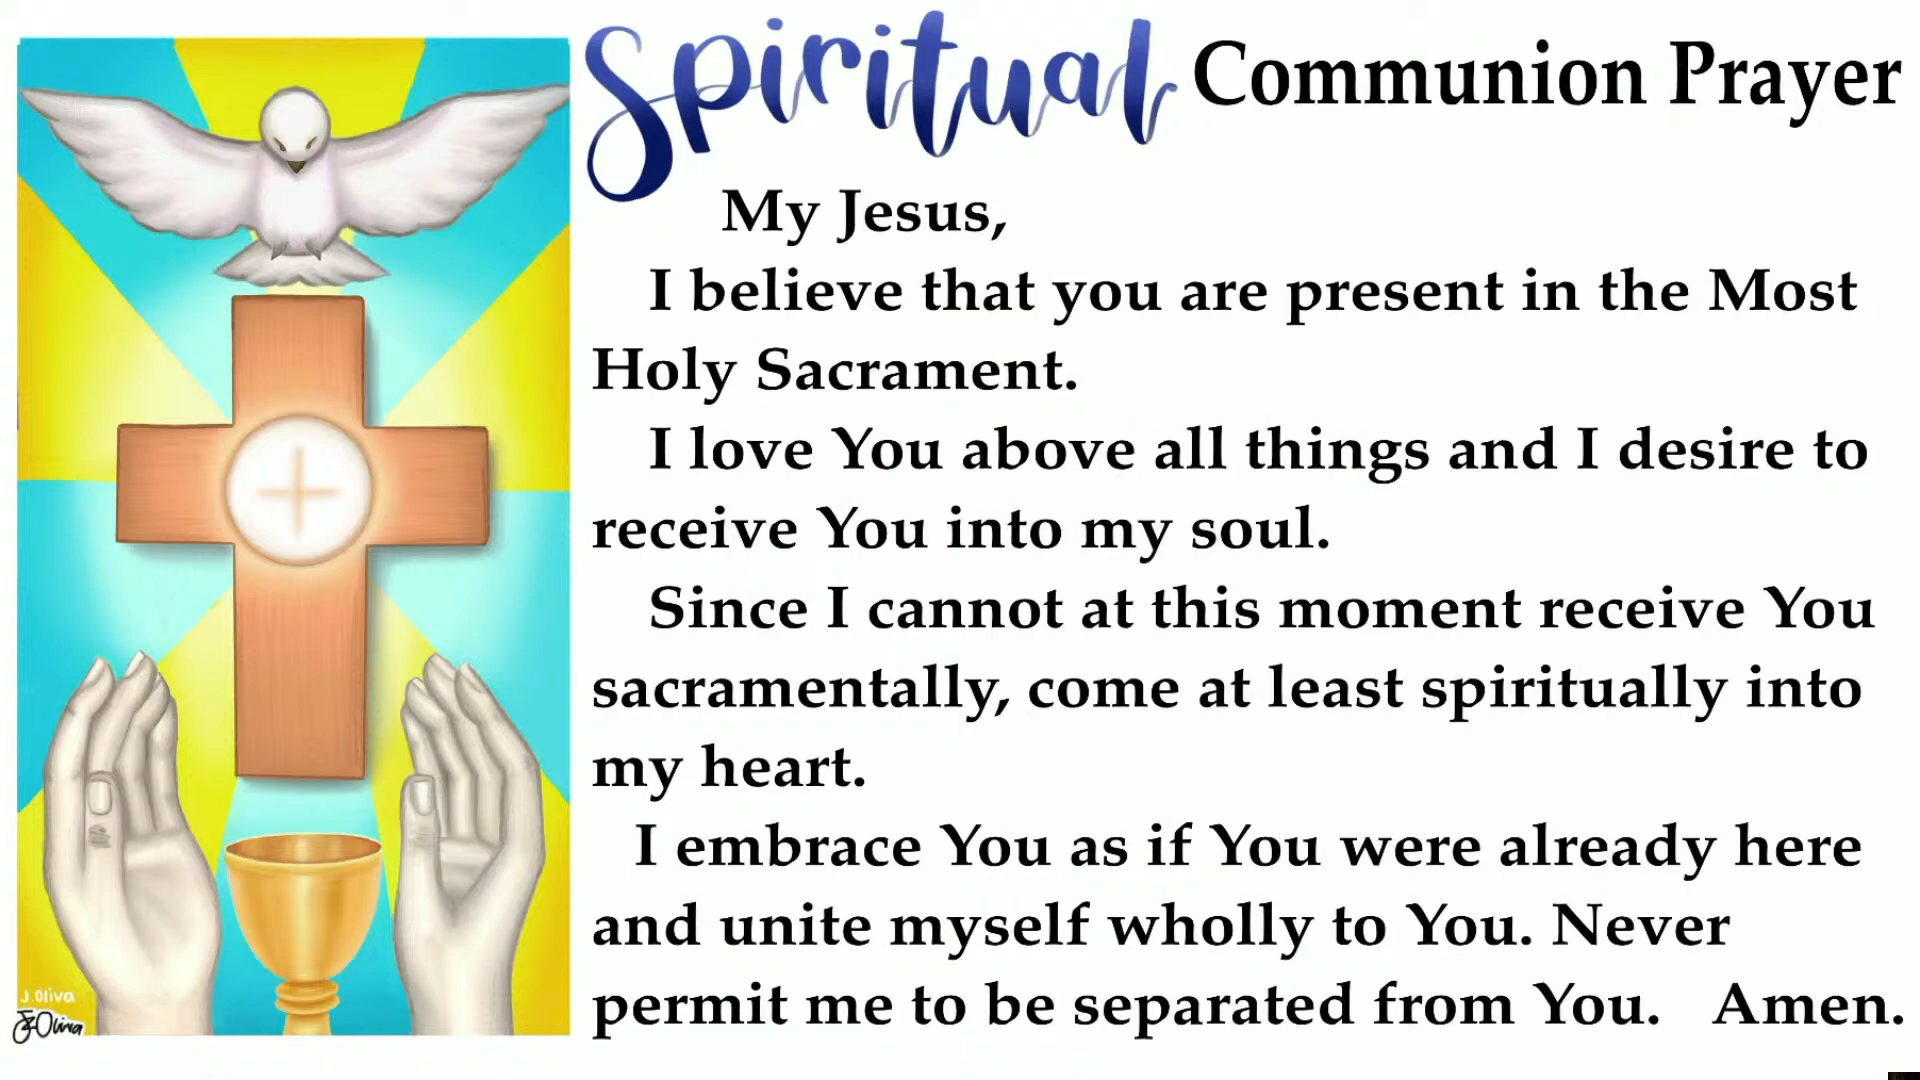 Spiritual Communion Prayer
My Jesus,
I believe that you are present in the Most
Holy Sacrament.
I love You above all things and I desire to
receive You into my soul.
Since I cannot at this moment receive You
sacramentally, come at least spiritually into
my heart.
I embrace You as if You were already here
and unite myself wholly to You. Never
permit me to be separated from You. Amen.
J.Oliva
JOliva